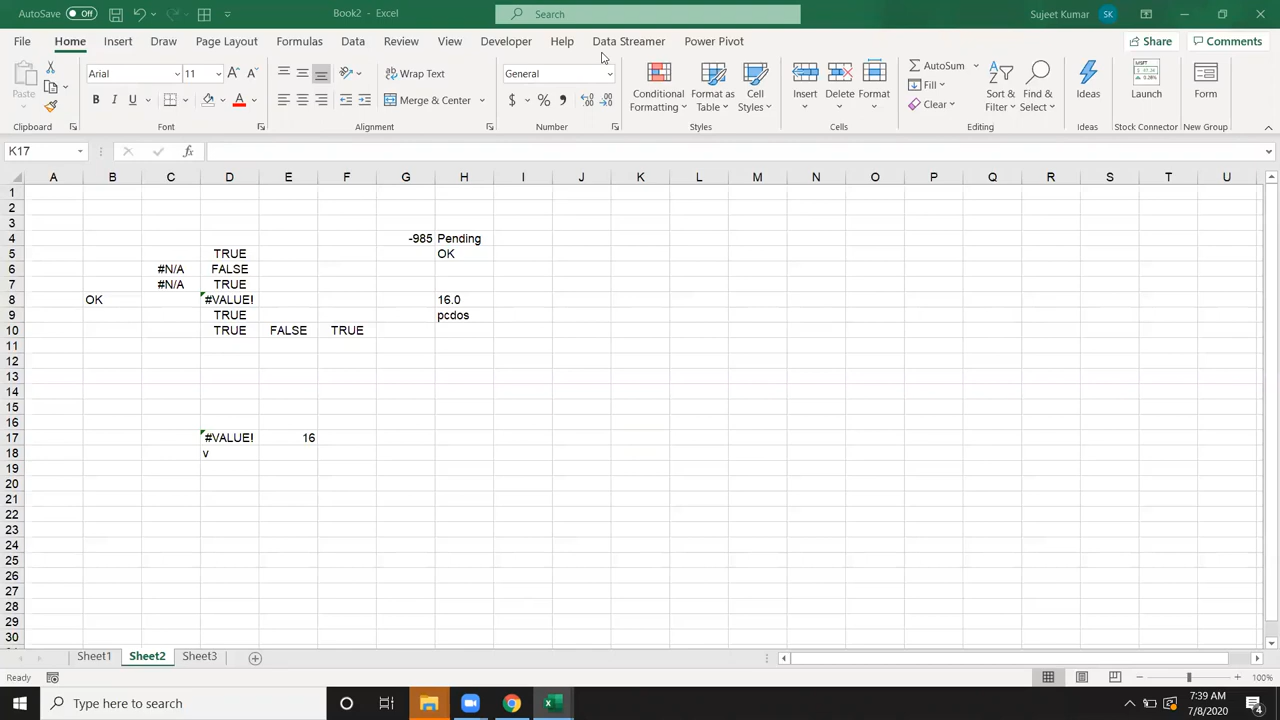 AutoSave Off Book2 - Excel Search Sujeet Kumar SK
File Home Insert Draw Page Layout Formulas Data Review View Developer Help Data Streamer Power Pivot Share Comments
Paste Arial 11 Wrap Text General Conditional Formatting Format as Table Cell Styles Insert Delete Format AutoSum Sort & Filter Find & Select Ideas Launch Form
B I U Merge & Center $ % Fill
Clear
Clipboard Font Alignment Number Styles Cells Editing Ideas Stock Connector New Group
K17 fx
A B C D E F G H I J K L M N O P Q R S T U
1
2
3
4 -985 Pending
5 TRUE OK
6 #N/A FALSE
7 #N/A TRUE
8 OK #VALUE! 16.0
9 TRUE pcdos
10 TRUE FALSE TRUE
11
12
13
14
15
16
17 #VALUE! 16
18 v
19
20
21
22
23
24
25
26
27
28
29
30
Sheet1 Sheet2 Sheet3
Ready 100%
Type here to search 7:39 AM
7/8/2020 4